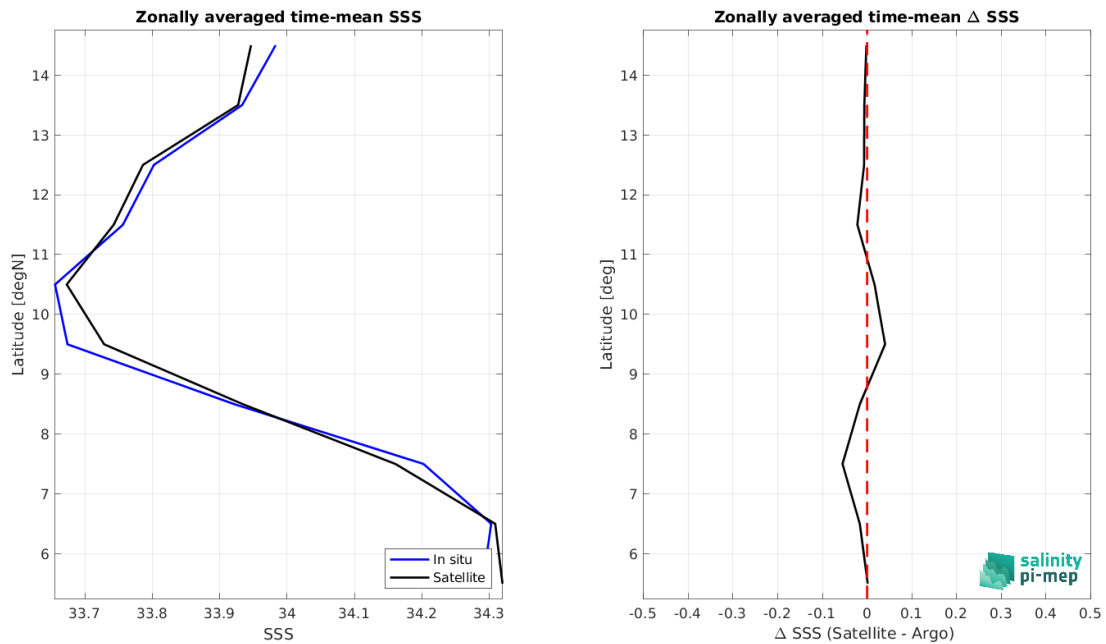 Zonally averaged time-mean SSS
14
13
12
11
10
9
8
7
6
Latitude [degN]
33.7 33.8 33.9 34 34.1 34.2 34.3
SSS
In situ
Satellite
Zonally averaged time-mean Δ SSS
14
13
12
11
10
9
8
7
6
Latitude [deg]
-0.5 -0.4 -0.3 -0.2 -0.1 0 0.1 0.2 0.3 0.4 0.5
Δ SSS (Satellite - Argo)
salinity
pi-mep